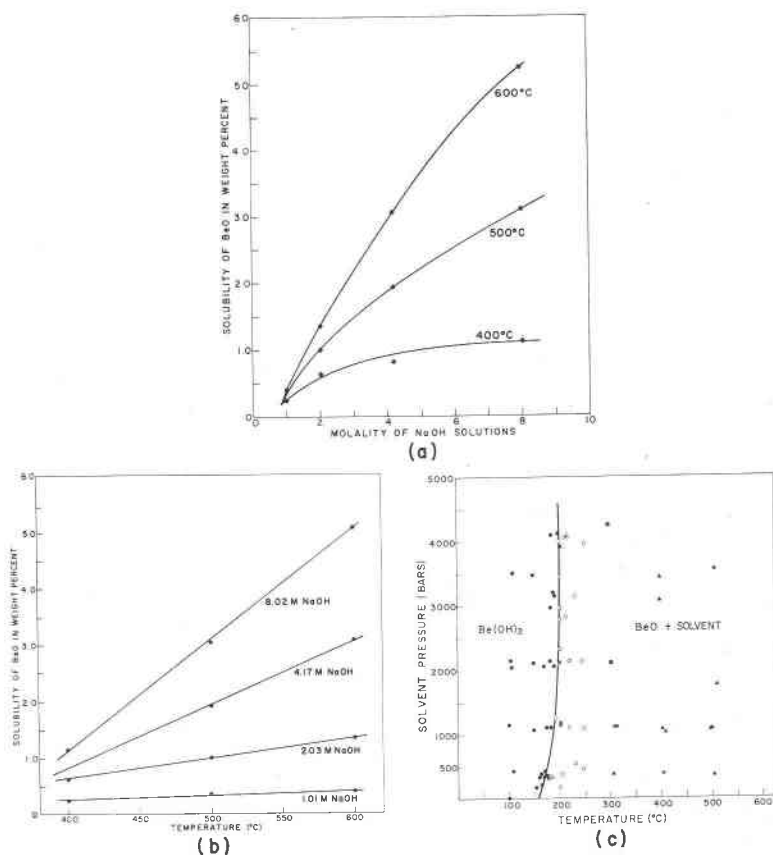 SOLUBILITY OF BeO IN WEIGHT PERCENT
6.0
5.0
4.0
3.0
2.0
1.0
0
600°C
500°C
400°C
0 2 4 6 8 10
MOLALITY OF NaOH SOLUTIONS
(a)
SOLUBILITY OF BeO IN WEIGHT PERCENT
6.0
5.0
4.0
3.0
2.0
1.0
0
8.02 M NaOH
4.17 M NaOH
2.03 M NaOH
1.01 M NaOH
400 450 500 550 600
TEMPERATURE (°C)
(b)
SOLVENT PRESSURE (BARS)
5000
4000
3000
2000
1000
500
Be(OH)2
BeO + SOLVENT
100 200 300 400 500 600
TEMPERATURE (°C)
(c)